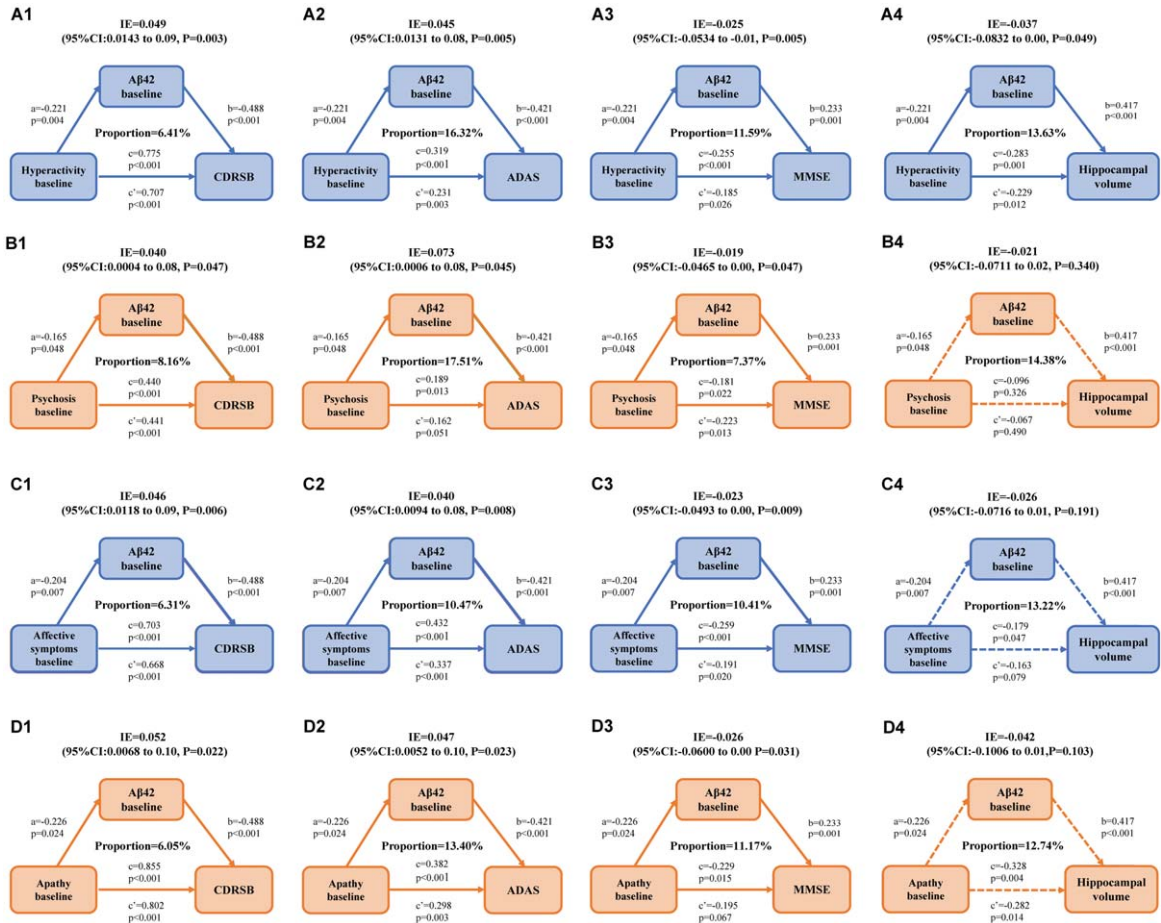 A1
IE=0.049
(95%CI:0.0143 to 0.09, P=0.003)
Aβ42
baseline
a=-0.221
p=0.004
b=-0.488
p<0.001
Proportion=6.41%
Hyperactivity
baseline
c=0.775
p<0.001
c'=0.707
p<0.001
CDRSB
A2
IE=0.045
(95%CI:0.0131 to 0.08, P=0.005)
Aβ42
baseline
a=-0.221
p=0.004
b=-0.421
p<0.001
Proportion=16.32%
Hyperactivity
baseline
c=0.319
p<0.001
c'=0.231
p=0.003
ADAS
A3
IE=-0.025
(95%CI:-0.0534 to -0.01, P=0.005)
Aβ42
baseline
a=-0.221
p=0.004
b=0.233
p=0.001
Proportion=11.59%
Hyperactivity
baseline
c=-0.255
p<0.001
c'=-0.185
p=0.026
MMSE
A4
IE=-0.037
(95%CI:-0.0832 to 0.00, P=0.049)
Aβ42
baseline
a=-0.221
p=0.004
b=0.417
p<0.001
Proportion=13.63%
Hyperactivity
baseline
c=-0.283
p=0.001
c'=-0.229
p=0.012
Hippocampal
volume
B1
IE=0.040
(95%CI:0.0004 to 0.08, P=0.047)
Aβ42
baseline
a=-0.165
p=0.048
b=-0.488
p<0.001
Proportion=8.16%
Psychosis
baseline
c=0.440
p<0.001
c'=0.441
p<0.001
CDRSB
B2
IE=0.073
(95%CI:0.0006 to 0.08, P=0.045)
Aβ42
baseline
a=-0.165
p=0.048
b=-0.421
p<0.001
Proportion=17.51%
Psychosis
baseline
c=0.189
p=0.013
c'=0.162
p=0.051
ADAS
B3
IE=-0.019
(95%CI:-0.0465 to 0.00, P=0.047)
Aβ42
baseline
a=-0.165
p=0.048
b=0.233
p=0.001
Proportion=7.37%
Psychosis
baseline
c=-0.181
p=0.022
c'=-0.223
p=0.013
MMSE
B4
IE=-0.021
(95%CI:-0.0711 to 0.02, P=0.340)
Aβ42
baseline
a=-0.165
p=0.048
b=0.417
p<0.001
Proportion=14.38%
Psychosis
baseline
c=-0.096
p=0.326
c'=-0.067
p=0.490
Hippocampal
volume
C1
IE=0.046
(95%CI:0.0118 to 0.09, P=0.006)
Aβ42
baseline
a=-0.204
p=0.007
b=-0.488
p<0.001
Proportion=6.31%
Affective
symptoms
baseline
c=0.703
p<0.001
c'=0.668
p<0.001
CDRSB
C2
IE=0.040
(95%CI:0.0094 to 0.08, P=0.008)
Aβ42
baseline
a=-0.204
p=0.007
b=-0.421
p<0.001
Proportion=10.47%
Affective
symptoms
baseline
c=0.432
p<0.001
c'=0.337
p<0.001
ADAS
C3
IE=-0.023
(95%CI:-0.0493 to 0.00, P=0.009)
Aβ42
baseline
a=-0.204
p=0.007
b=0.233
p=0.001
Proportion=10.41%
Affective
symptoms
baseline
c=-0.259
p<0.001
c'=-0.191
p=0.020
MMSE
C4
IE=-0.026
(95%CI:-0.0716 to 0.01, P=0.191)
Aβ42
baseline
a=-0.204
p=0.007
b=0.417
p<0.001
Proportion=13.22%
Affective
symptoms
baseline
c=-0.179
p=0.047
c'=-0.163
p=0.079
Hippocampal
volume
D1
IE=0.052
(95%CI:0.0068 to 0.10, P=0.022)
Aβ42
baseline
a=-0.226
p=0.024
b=-0.488
p<0.001
Proportion=6.05%
Apathy
baseline
c=0.855
p<0.001
c'=0.802
p<0.001
CDRSB
D2
IE=0.047
(95%CI:0.0052 to 0.10, P=0.023)
Aβ42
baseline
a=-0.226
p=0.024
b=-0.421
p<0.001
Proportion=13.40%
Apathy
baseline
c=0.382
p<0.001
c'=0.298
p=0.003
ADAS
D3
IE=-0.026
(95%CI:-0.0600 to 0.00 P=0.031)
Aβ42
baseline
a=-0.226
p=0.024
b=0.233
p=0.001
Proportion=11.17%
Apathy
baseline
c=-0.229
p=0.015
c'=-0.195
p=0.067
MMSE
D4
IE=-0.042
(95%CI:-0.1006 to 0.01,P=0.103)
Aβ42
baseline
a=-0.226
p=0.024
b=0.417
p<0.001
Proportion=12.74%
Apathy
baseline
c=-0.328
p=0.004
c'=-0.282
p=0.014
Hippocampal
volume